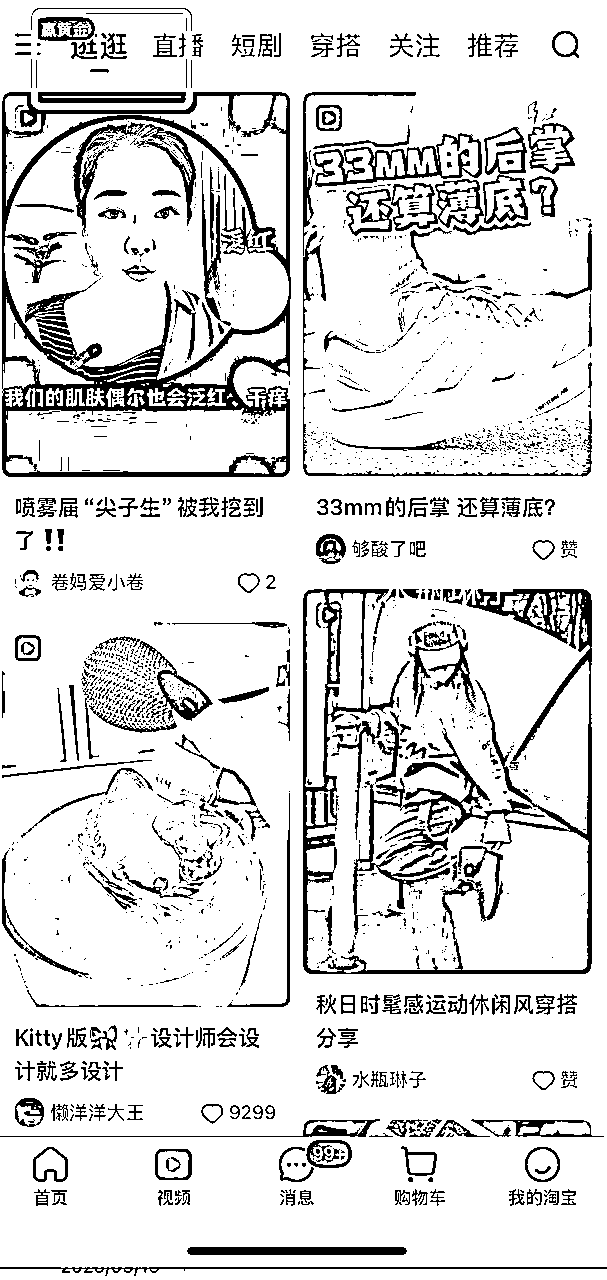 赢黄金
逛逛 直播 短剧 穿搭 关注 推荐
泛红
我们的肌肤偶尔也会泛红、干痒
喷雾届“尖子生”被我挖到
了!!
卷妈爱小卷 2
33mm的后掌
还算薄底？
33mm的后掌 还算薄底?
够酸了吧 赞
Kitty版 设计师会设
计就多设计
懒洋洋大王 9299
秋日时髦感运动休闲风穿搭
分享
水瓶琳子 赞
99+
首页 视频 消息 购物车 我的淘宝